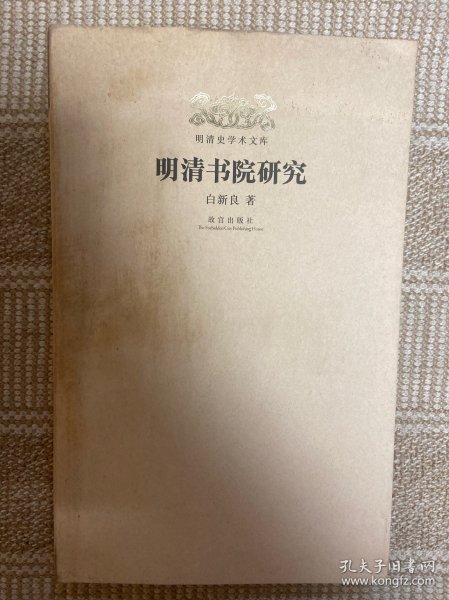 明清史学术文库
明清书院研究
白新良 著
故宫出版社
The Forbidden City Publishing House
孔夫子旧书网
www.kongfz.com